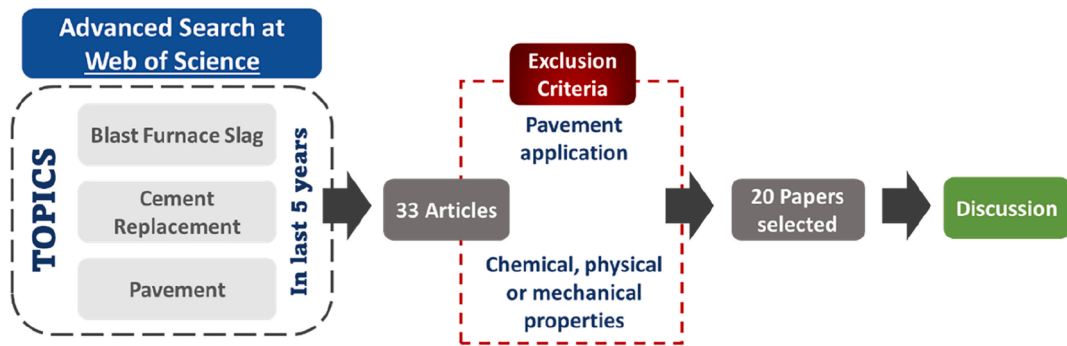 Advanced Search at
Web of Science
TOPICS
Blast Furnace Slag
Cement
Replacement
Pavement
In last 5 years
33 Articles
Exclusion
Criteria
Pavement
application
Chemical, physical
or mechanical
properties
20 Papers
selected
Discussion